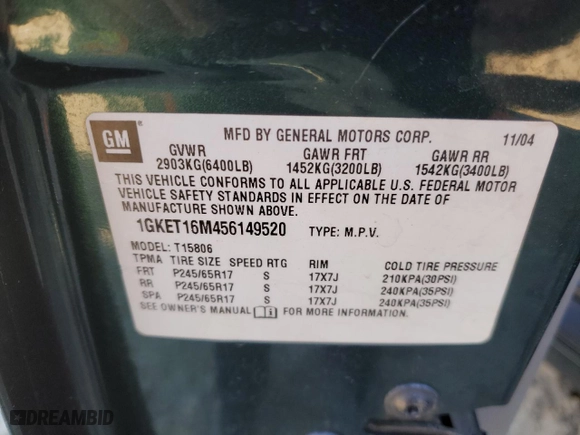 GM ® MFD BY GENERAL MOTORS CORP. 11/04
GVWR GAWR FRT GAWR RR
2903KG(6400LB) 1452KG(3200LB) 1542KG(3400LB)
THIS VEHICLE CONFORMS TO ALL APPLICABLE U.S. FEDERAL MOTOR
VEHICLE SAFETY STANDARDS IN EFFECT ON THE DATE OF
MANUFACTURE SHOWN ABOVE.
1GKET16M456149520 TYPE: M.P.V.
MODEL: T15806
TPMA TIRE SIZE SPEED RTG RIM COLD TIRE PRESSURE
FRT P245/65R17 S 17X7J 210KPA(30PSI)
RR P245/65R17 S 17X7J 240KPA(35PSI)
SPA P245/65R17 S 17X7J 240KPA(35PSI)
SEE OWNER'S MANUAL FOR MORE INFORMATION.
DREAMBID